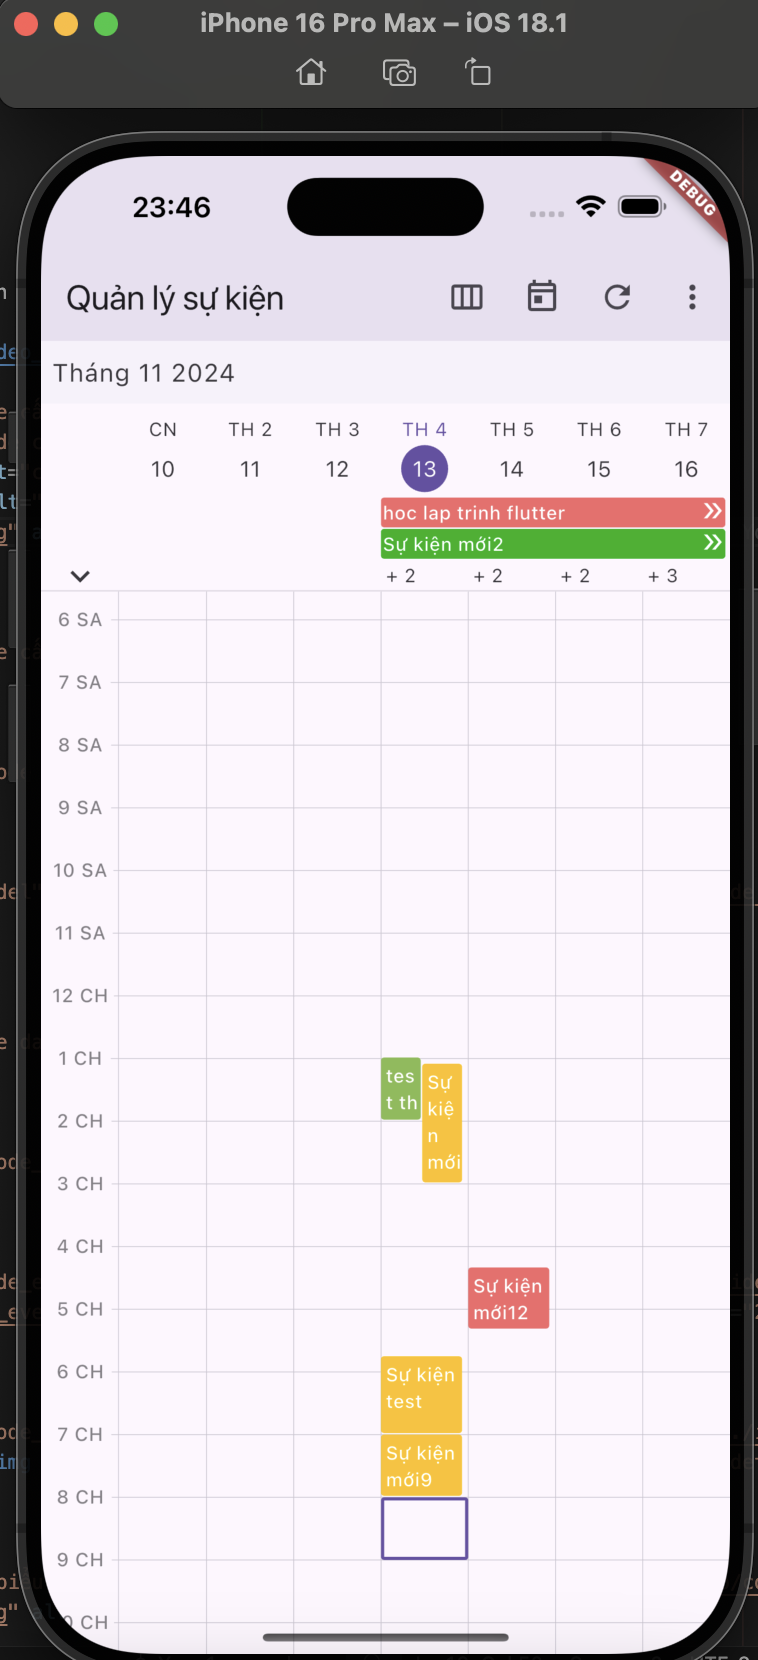 iPhone 16 Pro Max – iOS 18.1
23:46
DEBUG
Quản lý sự kiện
Tháng 11 2024
CN TH 2 TH 3 TH 4 TH 5 TH 6 TH 7
10 11 12 13 14 15 16
hoc lap trinh flutter
Sự kiện mới2
+ 2 + 2 + 2 + 3
6 SA
7 SA
8 SA
9 SA
10 SA
11 SA
12 CH
1 CH
tes
t th
Sự
kiệ
n
mới
2 CH
3 CH
4 CH
Sự kiện
mới12
5 CH
6 CH
Sự kiện
test
7 CH
Sự kiện
mới9
8 CH
9 CH
CH